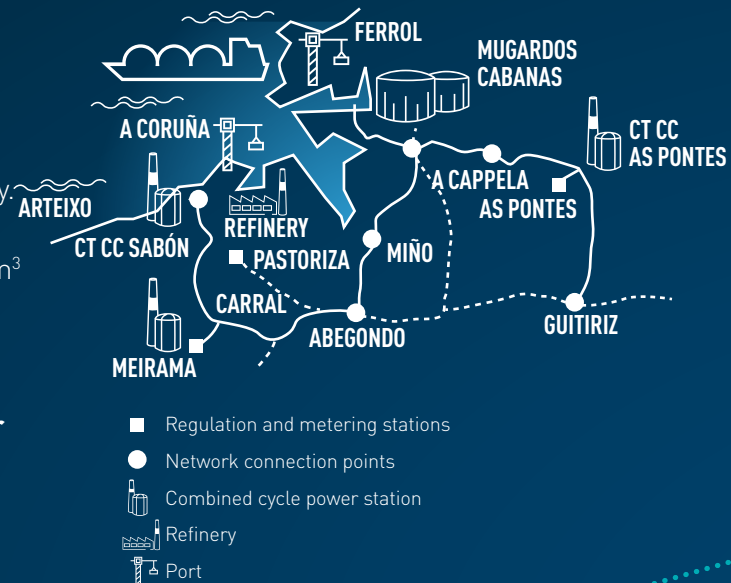 FERROL
MUGARDOS
CABANAS
A CORUÑA
CT CC
AS PONTES
y.
ARTEIXO
A CAPPELA
AS PONTES
REFINERY
CT CC SABÓN
MIÑO
PASTORIZA
m³
CARRAL
GUITIRIZ
ABEGONDO
MEIRAMA
Regulation and metering stations
Network connection points
Combined cycle power station
Refinery
Port